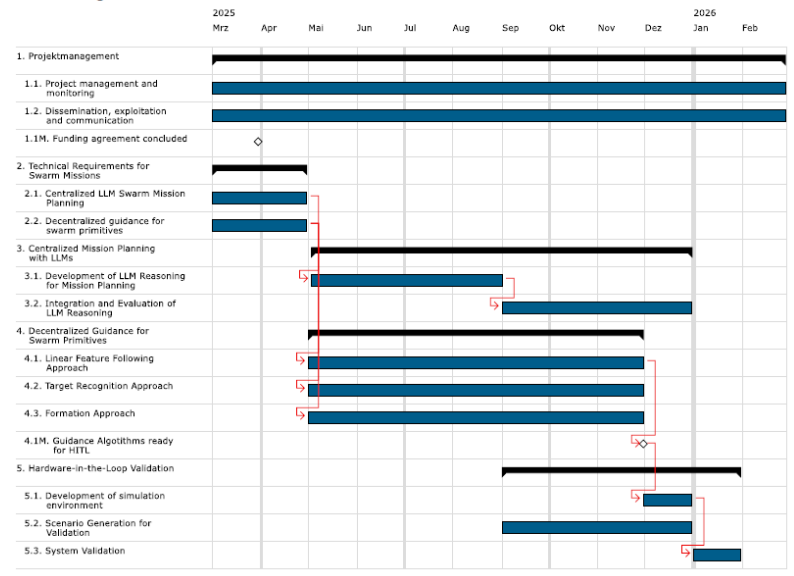 2025 2026
Mrz Apr Mai Jun Jul Aug Sep Okt Nov Dez Jan Feb
1. Projektmanagement
1.1. Project management and
monitoring
1.2. Dissemination, exploitation
and communication
1.1M. Funding agreement concluded
2. Technical Requirements for
Swarm Missions
2.1. Centralized LLM Swarm Mission
Planning
2.2. Decentralized guidance for
swarm primitives
3. Centralized Mission Planning
with LLMs
3.1. Development of LLM Reasoning
for Mission Planning
3.2. Integration and Evaluation of
LLM Reasoning
4. Decentralized Guidance for
Swarm Primitives
4.1. Linear Feature Following
Approach
4.2. Target Recognition Approach
4.3. Formation Approach
4.1M. Guidance Algotithms ready
for HITL
5. Hardware-in-the-Loop Validation
5.1. Development of simulation
environment
5.2. Scenario Generation for
Validation
5.3. System Validation